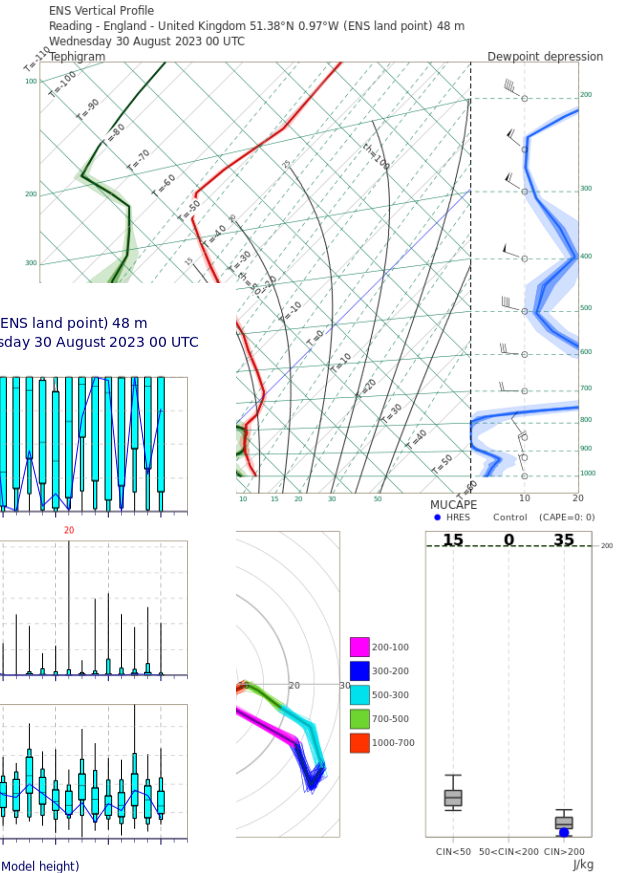 ENS Vertical Profile
Reading - England - United Kingdom 51.38°N 0.97°W (ENS land point) 48 m
Wednesday 30 August 2023 00 UTC
Tephigram
Dewpoint depression
T=-110
T=-100
T=-90
T=-80
T=-70
T=-60
T=-50
T=-40
T=-30
T=-20
T=-10
T=0
T=10
T=20
T=30
T=40
T=50
T=60
th=100
100
200
300
25
20
15
200
300
400
500
600
700
800
900
1000
10 15 20 25 30 50
10 20
ENS land point) 48 m
sday 30 August 2023 00 UTC
20
MUCAPE
HRES Control (CAPE=0: 0)
15 0 35
200
10 20 30
200-100
300-200
500-300
700-500
1000-700
CIN<50 50<CIN<200 CIN>200
J/kg
Model height)